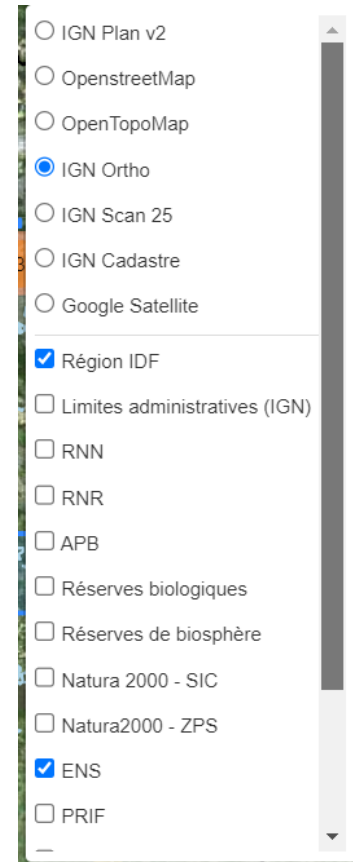 IGN Plan v2
OpenstreetMap
OpenTopoMap
IGN Ortho
IGN Scan 25
3
IGN Cadastre
Google Satellite
Région IDF
Limites administratives (IGN)
RNN
RNR
APB
Réserves biologiques
Réserves de biosphère
Natura 2000 - SIC
Natura2000 - ZPS
ENS
PRIF